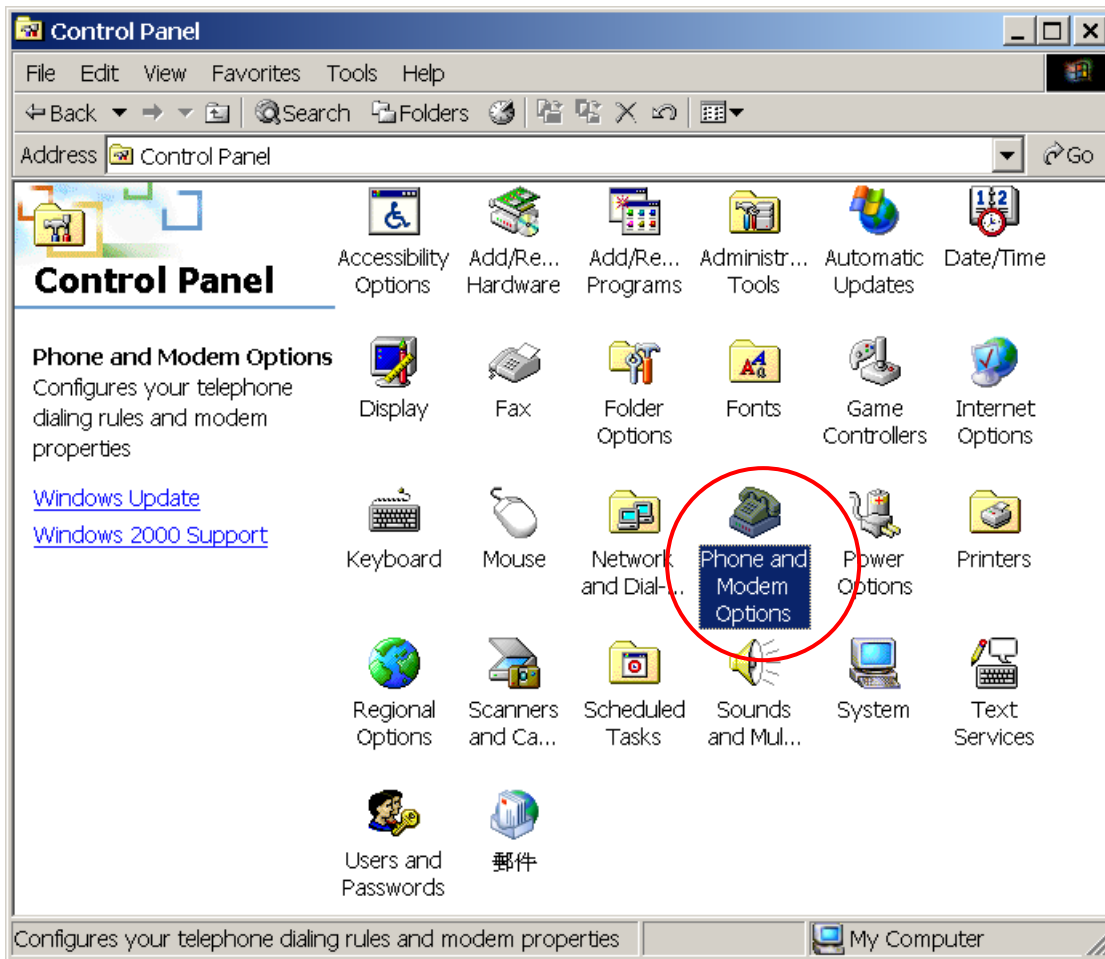 Control Panel
File Edit View Favorites Tools Help
Back Search Folders
Address Control Panel Go
Control Panel
Phone and Modem Options
Configures your telephone
dialing rules and modem
properties
Windows Update
Windows 2000 Support
Accessibility Options
Add/Re... Hardware
Add/Re... Programs
Administr... Tools
Automatic Updates
Date/Time
Display
Fax
Folder Options
Fonts
Game Controllers
Internet Options
Keyboard
Mouse
Network and Dial-...
Phone and Modem Options
Power Options
Printers
Regional Options
Scanners and Ca...
Scheduled Tasks
Sounds and Mul...
System
Text Services
Users and Passwords
郵件
Configures your telephone dialing rules and modem properties
My Computer